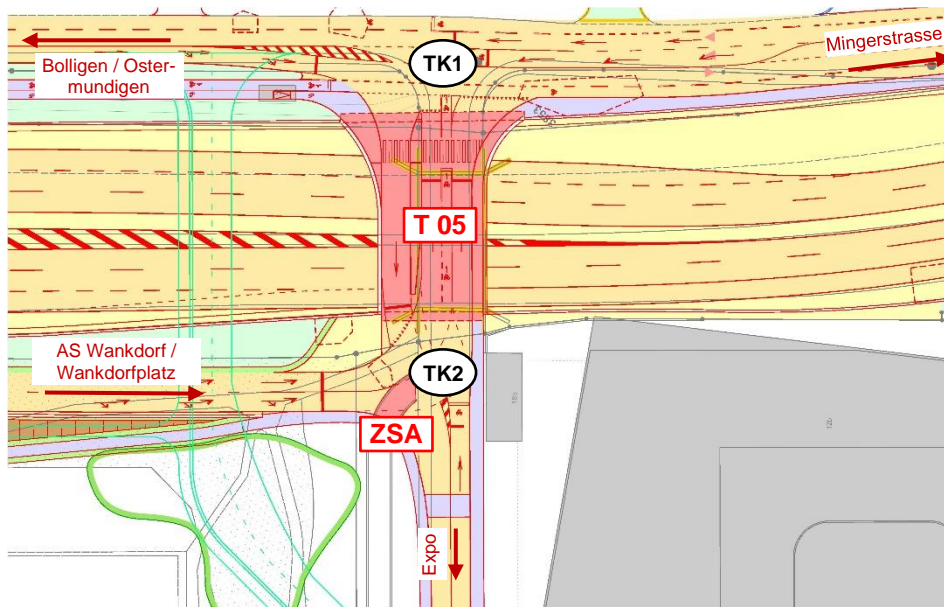 TK1
Mingerstrasse
Bolligen / Oster-
mundigen
T 05
AS Wankdorf /
Wankdorfplatz
TK2
ZSA
Expo